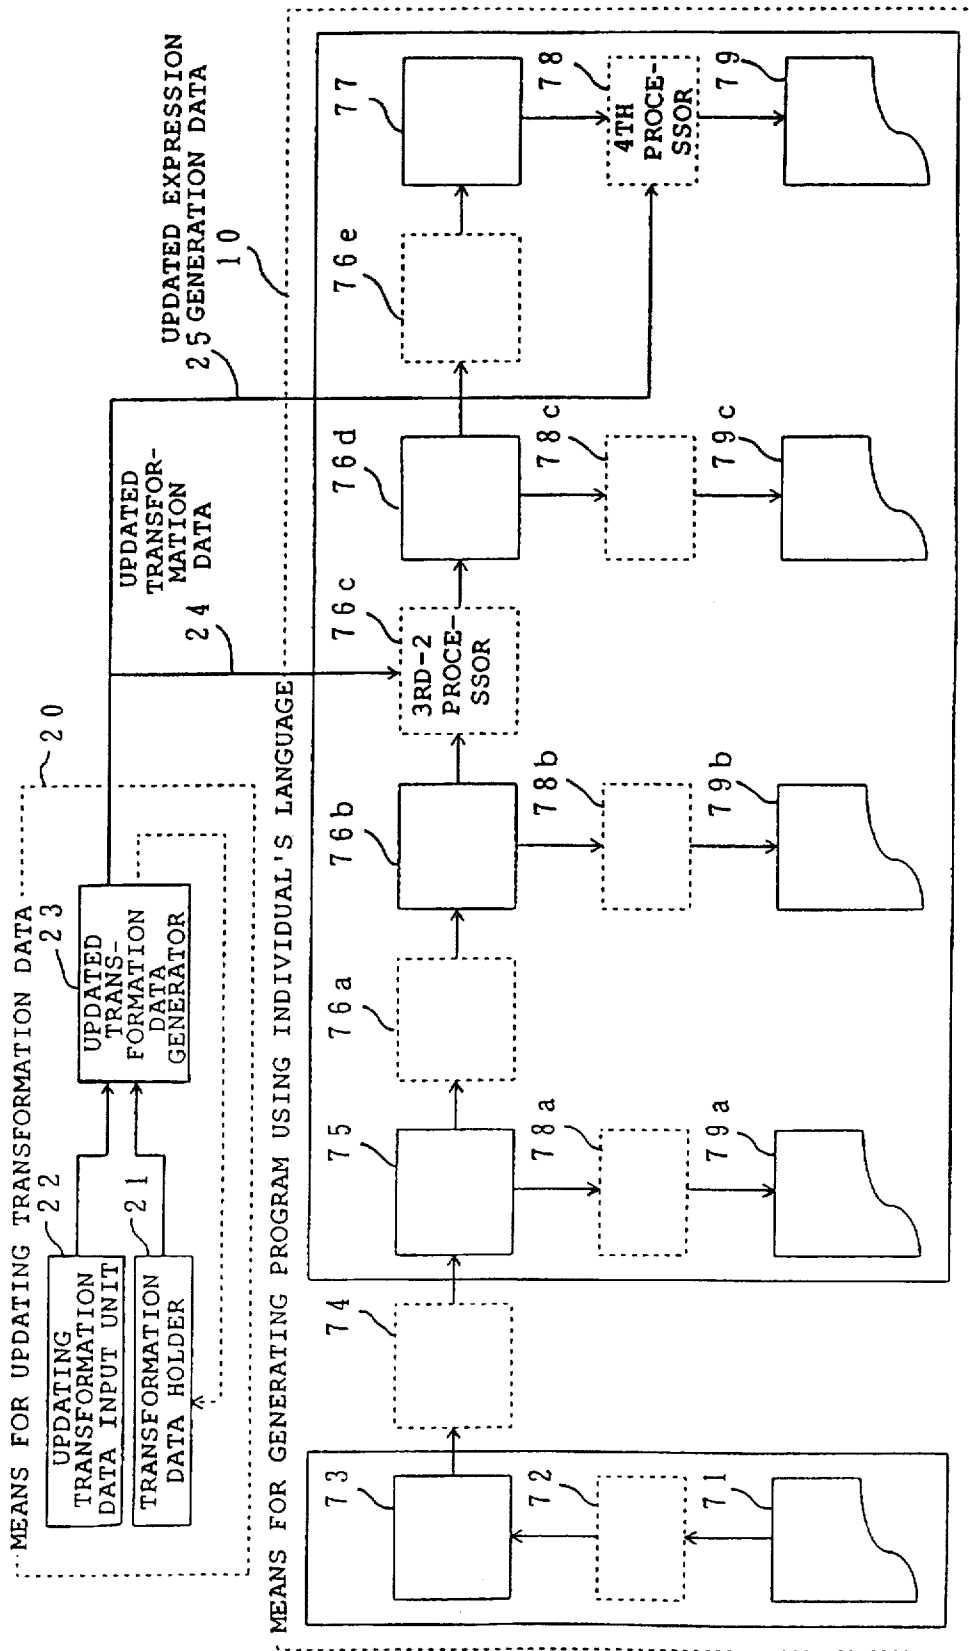 MEANS FOR UPDATING TRANSFORMATION DATA
20
UPDATING
TRANSFORMATION
DATA INPUT UNIT
22
TRANSFORMATION
DATA HOLDER
21
UPDATED
TRANS-
FORMATION
DATA
GENERATOR
23
UPDATED
TRANSFOR-
MATION
DATA
24
UPDATED EXPRESSION
25 GENERATION DATA
10
MEANS FOR GENERATING PROGRAM USING INDIVIDUAL'S LANGUAGE
73
74
75
76a
76b
76c
3RD-2
PROCE-
SSOR
76d
76e
77
72
78a
78b
78c
78
4TH
PROCE-
SSOR
71
79a
79b
79c
79